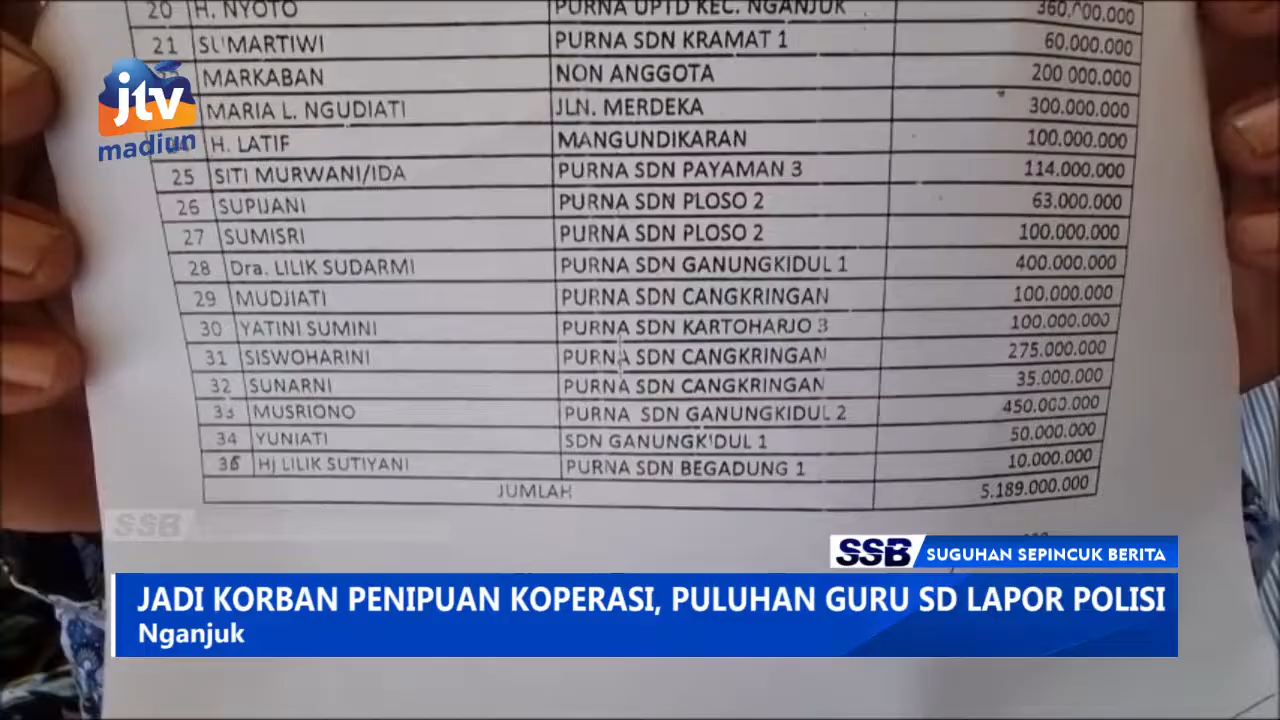 20 H. NYOTO PURNA UPTD KEC. NGANJUK 360.000.000
21 SUMARTIWI PURNA SDN KRAMAT 1 60.000.000
MARKABAN NON ANGGOTA 200 000.000
MARIA L. NGUDIATI JLN. MERDEKA 300.000.000
H. LATIF MANGUNDIKARAN 100.000.000
25 SITI MURWANI/IDA PURNA SDN PAYAMAN 3 114.000.000
26 SUPIJANI PURNA SDN PLOSO 2 63.000.000
27 SUMISRI PURNA SDN PLOSO 2 100.000.000
28 Dra. LILIK SUDARMI PURNA SDN GANUNGKIDUL 1 400.000.000
29 MUDJIATI PURNA SDN CANGKRINGAN 100.000.000
30 YATINI SUMINI PURNA SDN KARTOHARJO 3 100.000.000
31 SISWOHARINI PURNA SDN CANGKRINGAN 275.000.000
32 SUNARNI PURNA SDN CANGKRINGAN 35.000.000
33 MUSRIONO PURNA SDN GANUNGKIDUL 2 450.000.000
34 YUNIATI SDN GANUNGKIDUL 1 50.000.000
Hj LILIK SUTIYANI PURNA SDN BEGADUNG 1 10.000.000
JUMLAH 5.189.000.000
jtv
madiun
SSB
SSB SUGUHAN SEPINCUK BERITA
JADI KORBAN PENIPUAN KOPERASI, PULUHAN GURU SD LAPOR POLISI
Nganjuk